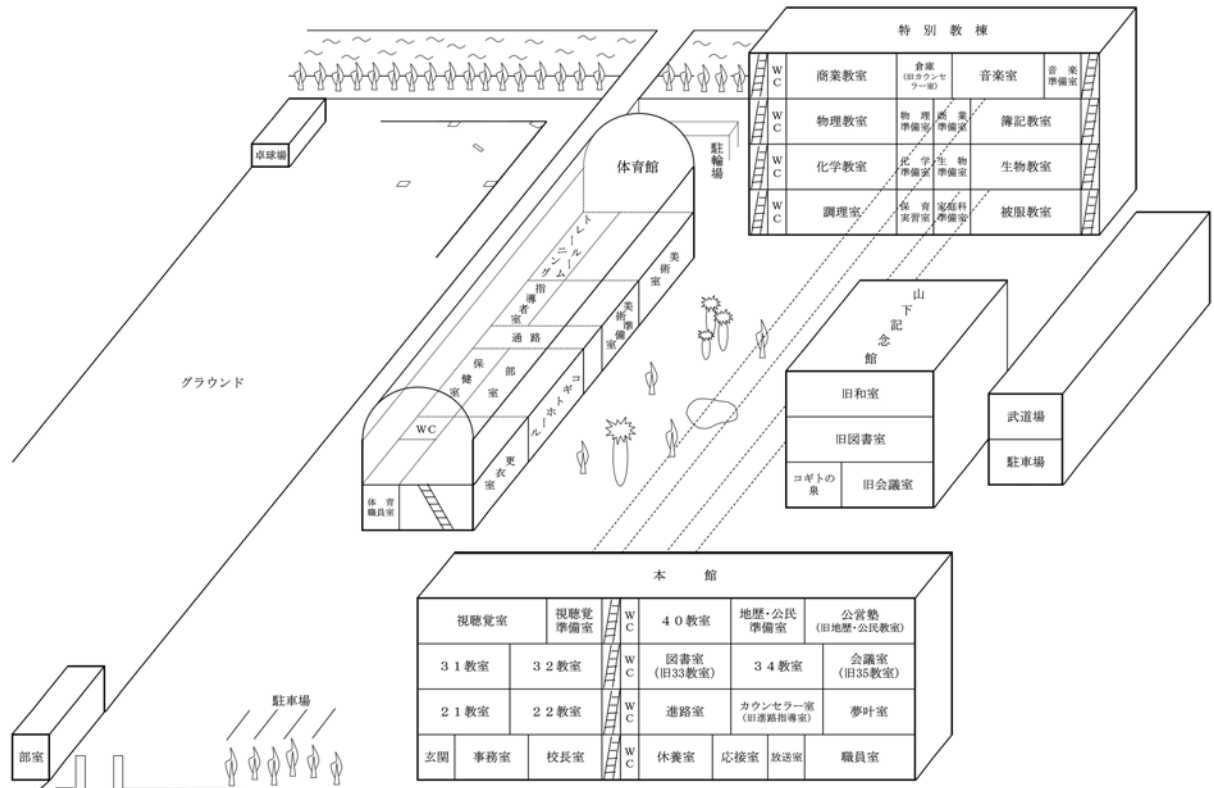 特別教棟
WC
商業教室
倉庫
(旧カウンセ
ラー室)
音楽室
音楽
準備室
WC
物理教室
物理
準備室
商業
準備室
簿記教室
WC
化学教室
化学
準備室
生物
準備室
生物教室
WC
調理室
保育
実習室
家庭科
準備室
被服教室
卓球場
体育館
駐輪場
トレーニング
ルーム
指導者室
通路
保健室
部室
WC
体育
職員室
更衣室
コギトホール
美術準備室
美術室
グラウンド
山下記念館
旧和室
旧図書室
コギトの
泉
旧会議室
武道場
駐車場
本館
視聴覚室
視聴覚
準備室
WC
40教室
地歴・公民
準備室
公営塾
(旧地歴・公民教室)
31教室
32教室
WC
図書室
(旧33教室)
34教室
会議室
(旧35教室)
21教室
22教室
WC
進路室
カウンセラー室
(旧進路指導室)
夢叶室
玄関
事務室
校長室
WC
休養室
応接室
放送室
職員室
駐車場
部室